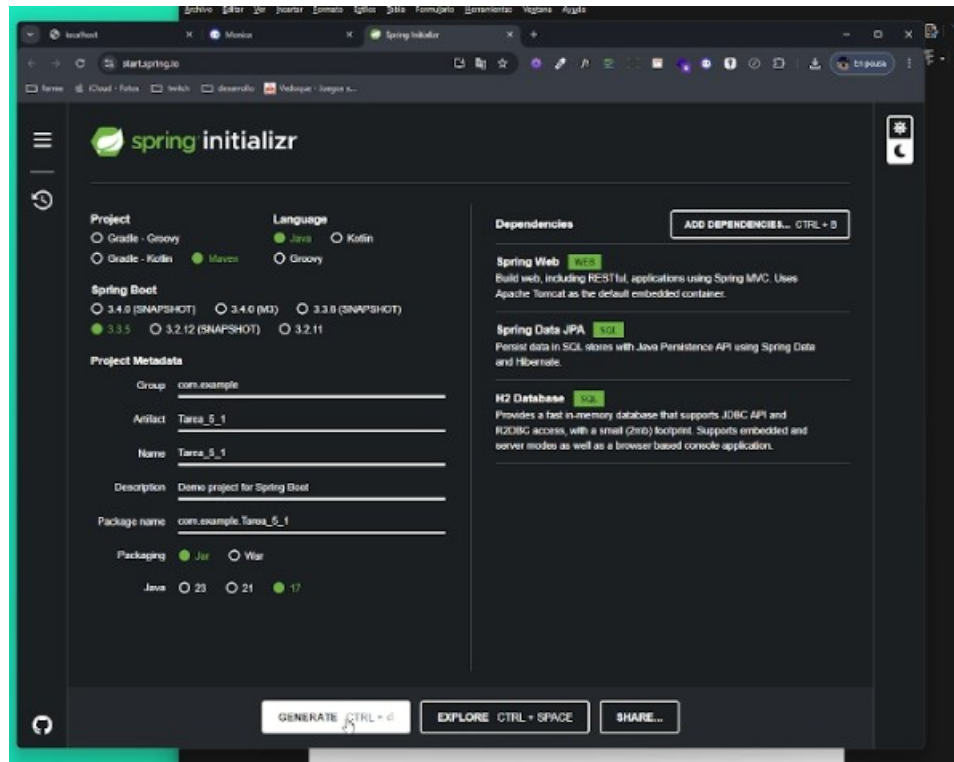 Archivo Editar Ver Insertar Formato Estilos Tabla Formulario Herramientas Ventana Ayuda
localhost Monica Spring Initializr
start.spring.io En pausa
farma iCloud - Fotos twitch desarrollo
spring initializr
Project
Gradle - Groovy
Gradle - Kotlin Maven
Language
Java Kotlin
Groovy
Spring Boot
3.4.0 (SNAPSHOT) 3.4.0 (M3) 3.3.6 (SNAPSHOT)
3.3.5 3.2.12 (SNAPSHOT) 3.2.11
Project Metadata
Group com.example
Artifact Tarea_5_1
Name Tarea_5_1
Description Demo project for Spring Boot
Package name com.example.Tarea_5_1
Packaging Jar War
Java 23 21 17
Dependencies ADD DEPENDENCIES... CTRL + B
Spring Web WEB
Build web, including RESTful, applications using Spring MVC. Uses
Apache Tomcat as the default embedded container.
Spring Data JPA SQL
Persist data in SQL stores with Java Persistence API using Spring Data
and Hibernate.
H2 Database SQL
Provides a fast in-memory database that supports JDBC API and
R2DBC access, with a small (2mb) footprint. Supports embedded and
server modes as well as a browser based console application.
GENERATE CTRL + ⏎ EXPLORE CTRL + SPACE SHARE...